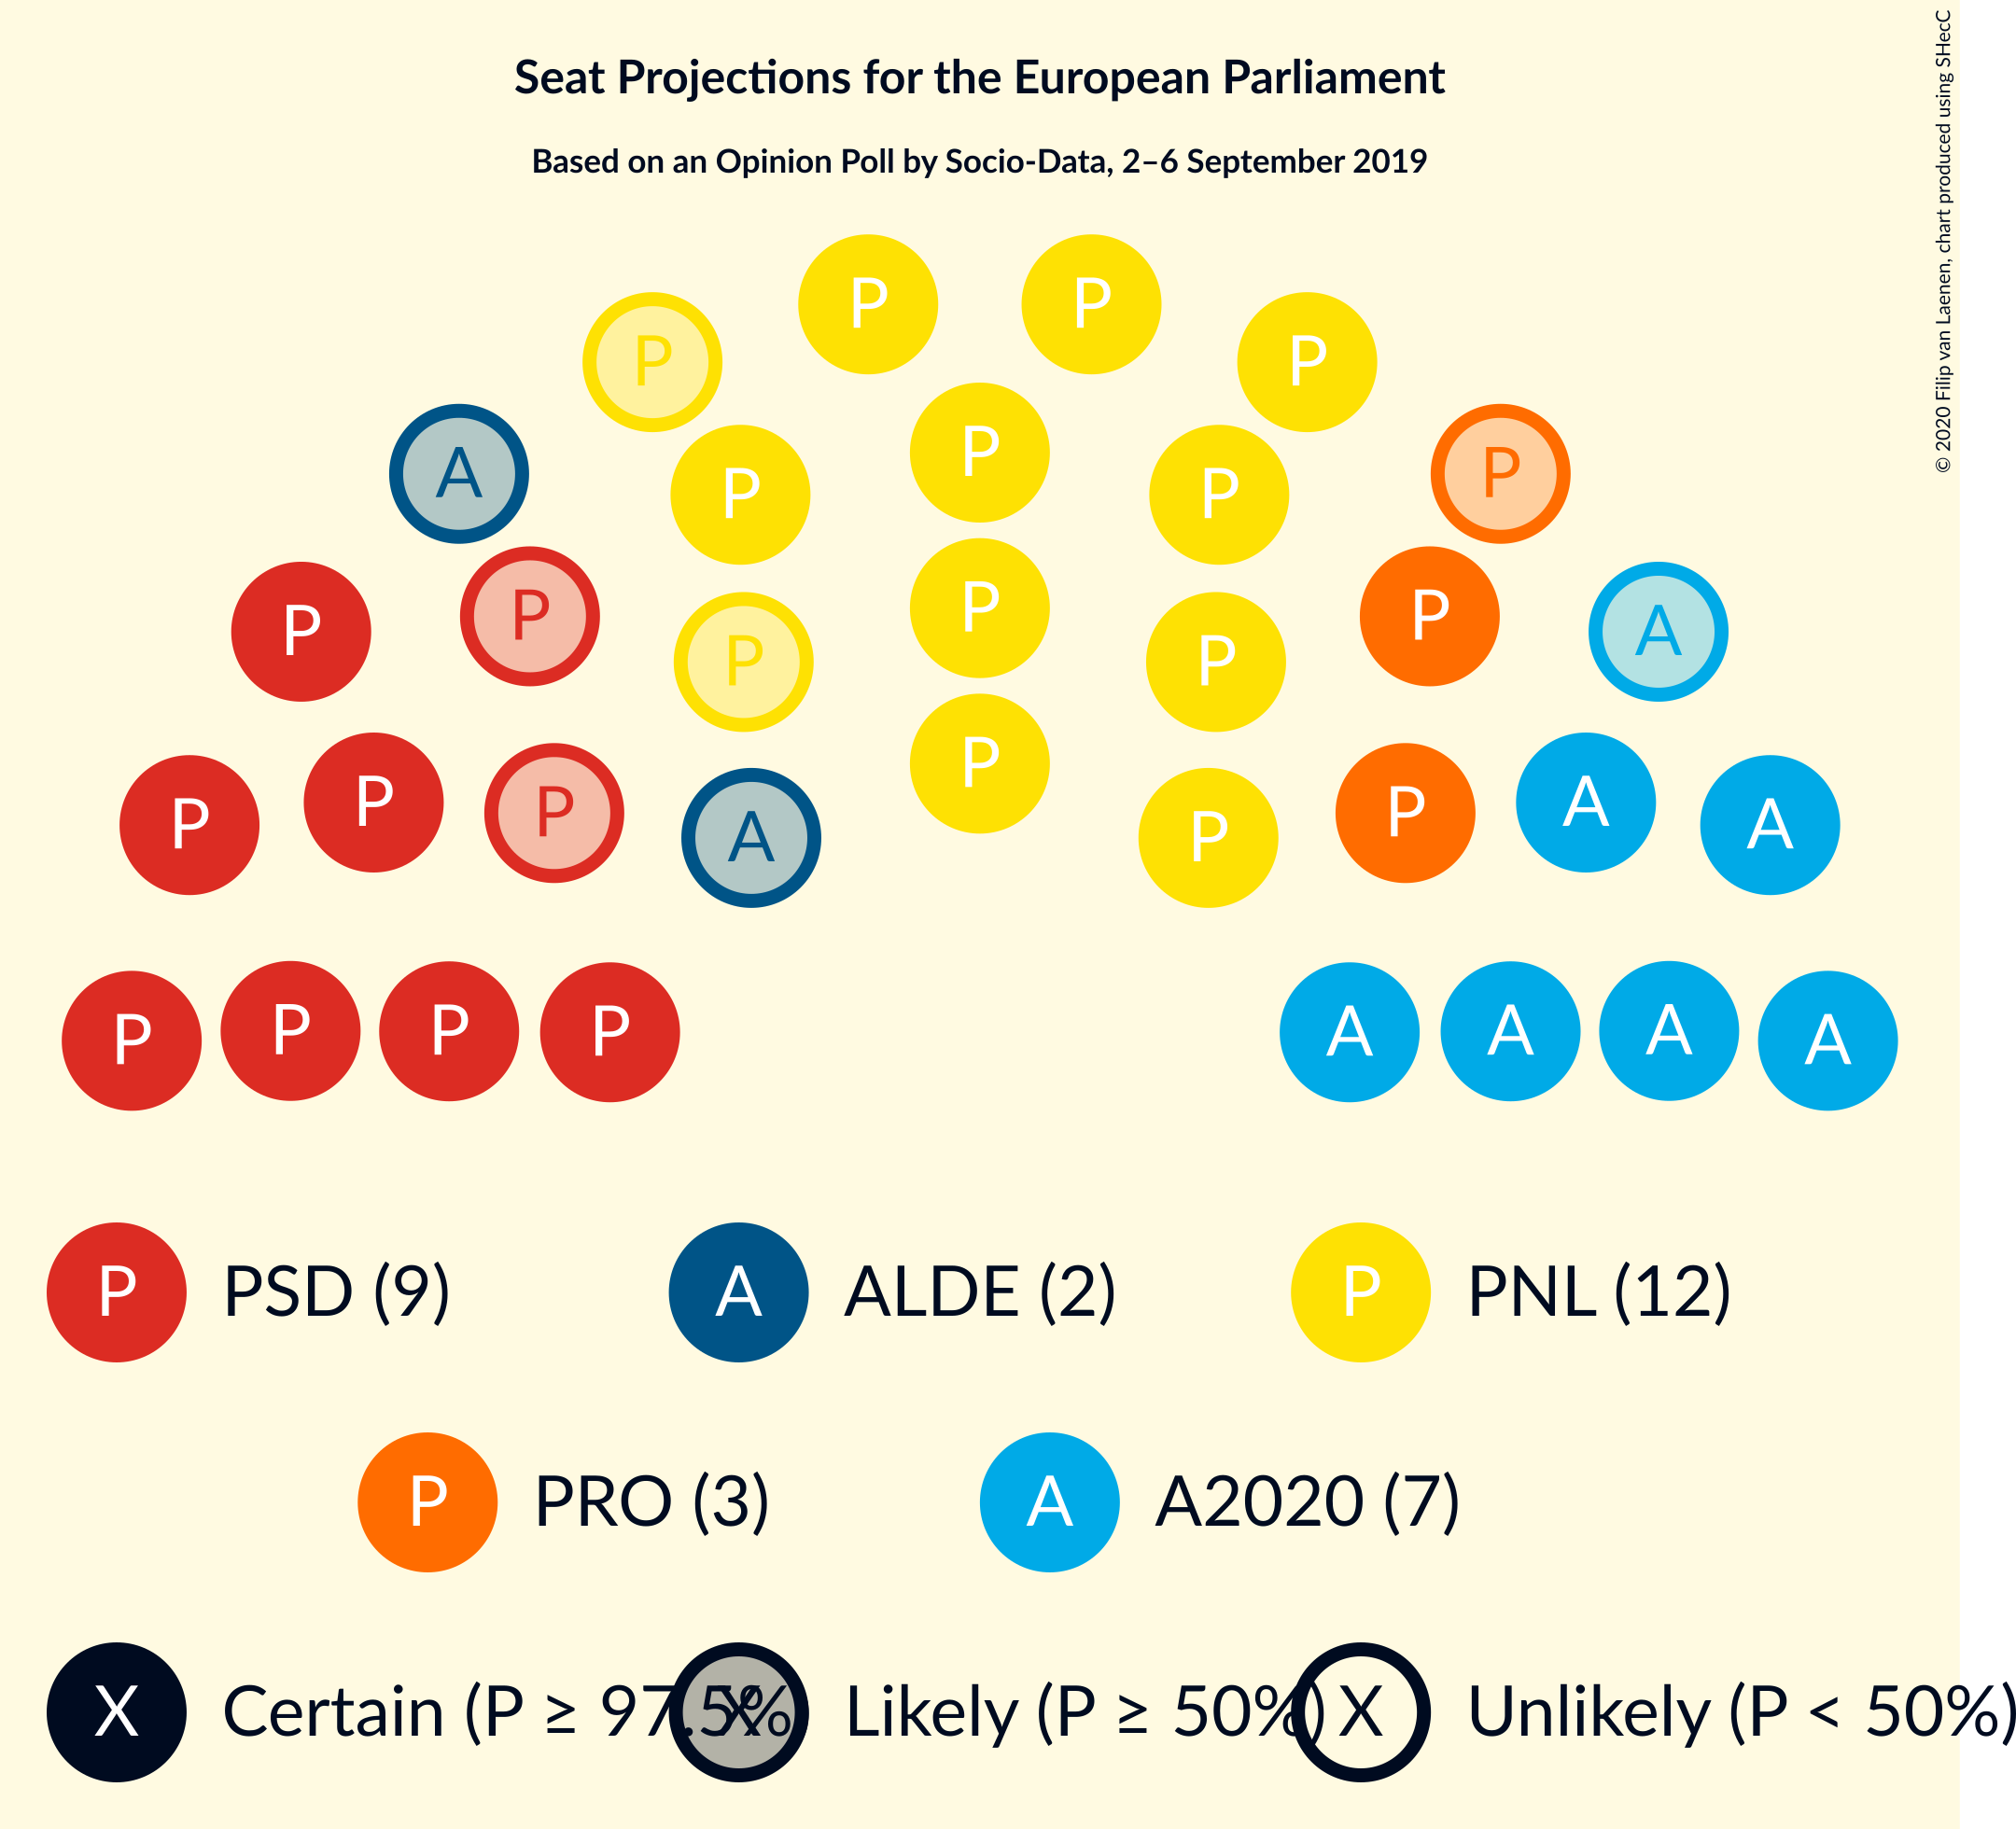 Seat Projections for the European Parliament
Based on an Opinion Poll by Socio-Data, 2–6 September 2019
© 2020 Filip van Laenen, chart produced using SHecC
P P
P P
P
A P P P
P P
P P A
P P P
P P
P P P A P P A A
P P P P A A A A
P PSD (9) A ALDE (2) P PNL (12)
P PRO (3) A A2020 (7)
X Certain (P ≥ 97.5% X Likely (P ≥ 50%) X Unlikely (P < 50%)